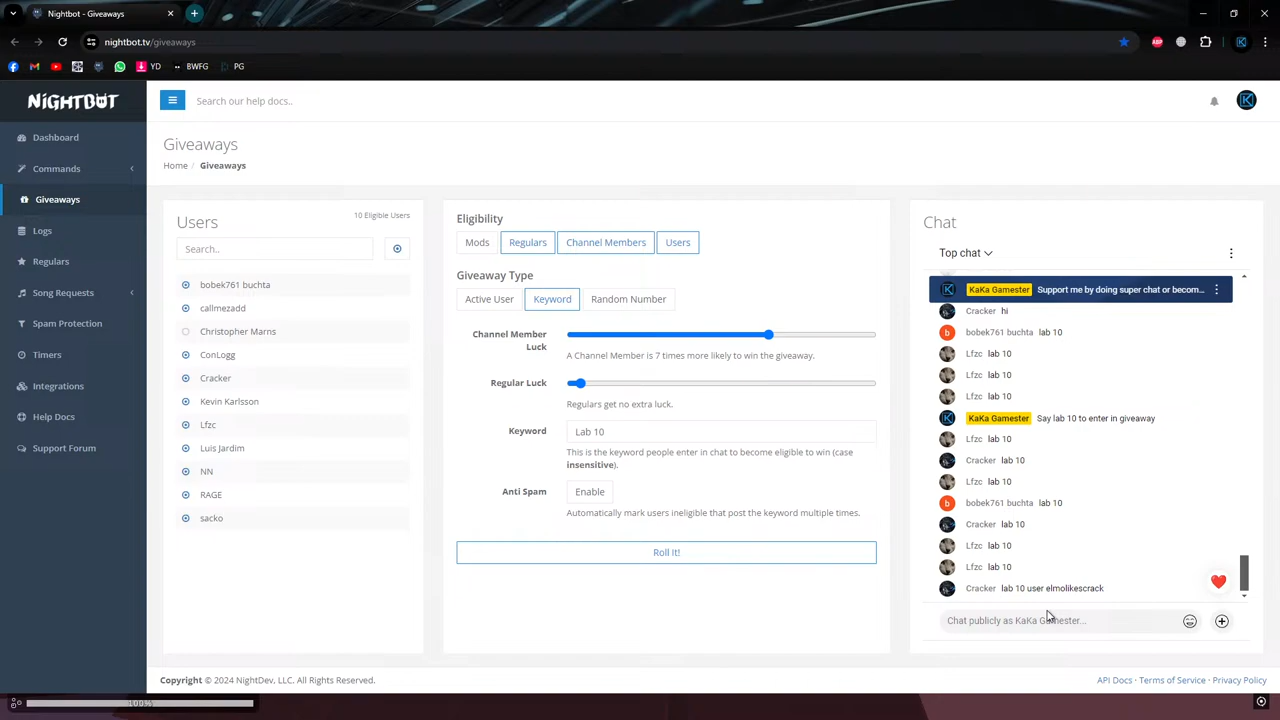 Nightbot - Giveaways
nightbot.tv/giveaways
YD
BWFG
PG
NiGHTBOT
Search our help docs..
Dashboard
Commands
Giveaways
Logs
Regulars
Song Requests
Spam Protection
Timers
Integrations
Help Docs
Support Forum
Giveaways
Home / Giveaways
Users
10 Eligible Users
Search..
bobek761 buchta
callmezadd
Christopher Marns
ConLogg
Cracker
Kevin Karlsson
Lfzc
Luis Jardim
NN
RAGE
sacko
Eligibility
Mods Regulars Channel Members Users
Giveaway Type
Active User Keyword Random Number
Channel Member
Luck
A Channel Member is 7 times more likely to win the giveaway.
Regular Luck
Regulars get no extra luck.
Keyword Lab 10
This is the keyword people enter in chat to become eligible to win (case
insensitive).
Anti Spam Enable
Automatically mark users ineligible that post the keyword multiple times.
Roll It!
Chat
Top chat
KaKa Gamester Support me by doing super chat or becom...
Cracker hi
bobek761 buchta lab 10
Lfzc lab 10
Lfzc lab 10
Lfzc lab 10
KaKa Gamester Say lab 10 to enter in giveaway
Lfzc lab 10
Cracker lab 10
Lfzc lab 10
bobek761 buchta lab 10
Cracker lab 10
Lfzc lab 10
Lfzc lab 10
Cracker lab 10 user elmolikescrack
Chat publicly as KaKa Gamester...
Copyright © 2024 NightDev, LLC. All Rights Reserved.
API Docs · Terms of Service · Privacy Policy
100%